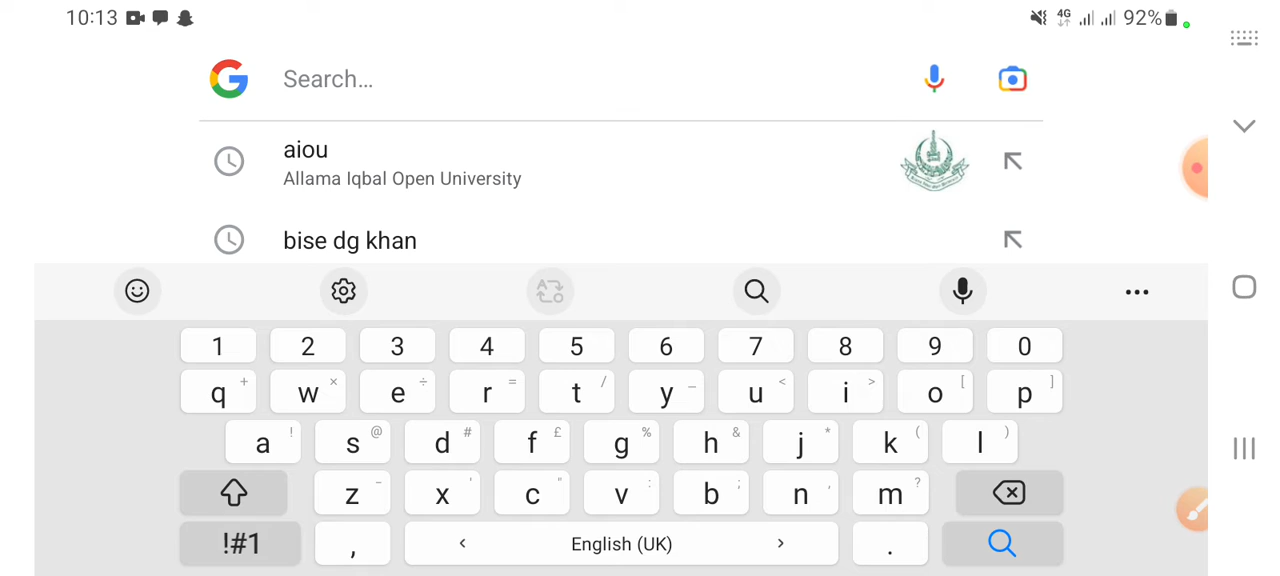 10:13 4G 92%
Search...
aiou
Allama Iqbal Open University
bise dg khan
1 2 3 4 5 6 7 8 9 0
q + w × e ÷ r = t / y _ u < i > o [ p ]
a ! s @ d # f £ g % h & j * k ( l )
z - x ' c " v : b ; n , m ?
!#1 , < English (UK) > .